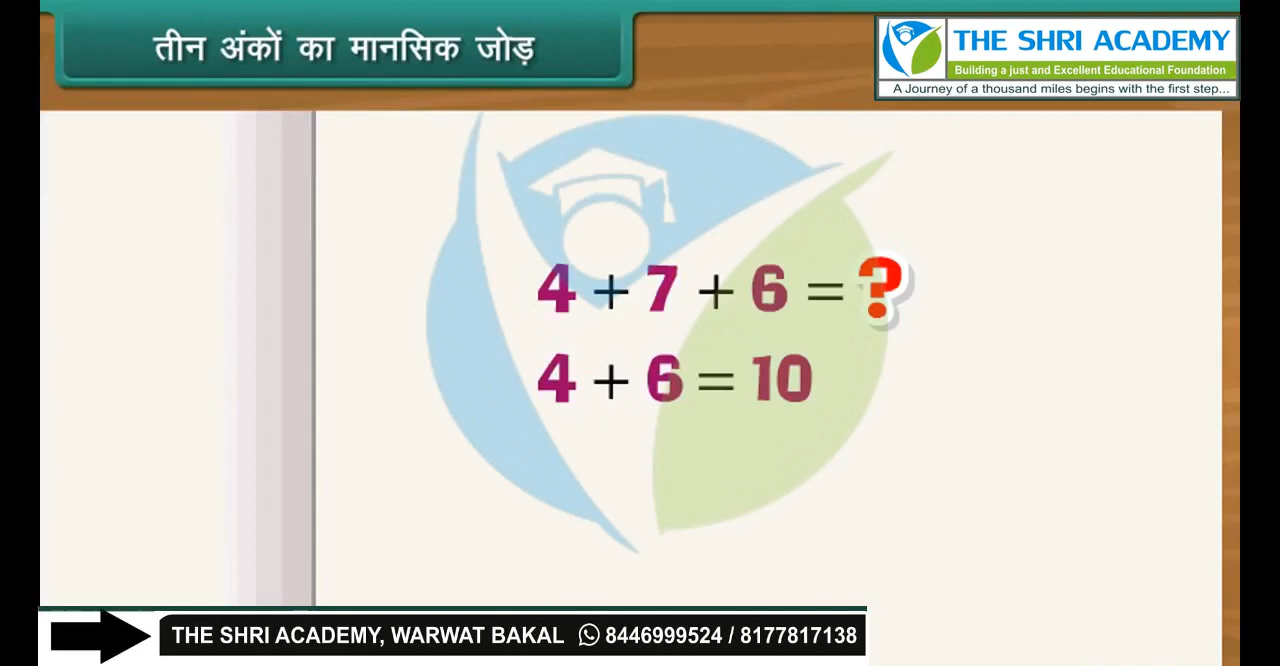 तीन अंकों का मानसिक जोड़
THE SHRI ACADEMY
Building a just and Excellent Educational Foundation
A Journey of a thousand miles begins with the first step...
4 + 7 + 6 = ?
4 + 6 = 10
THE SHRI ACADEMY, WARWAT BAKAL 8446999524 / 8177817138